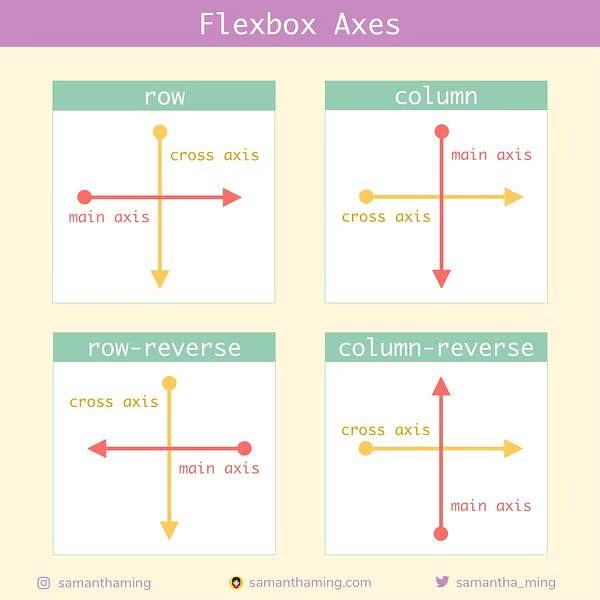 Flexbox Axes
row
column
cross axis
main axis
main axis
cross axis
row-reverse
column-reverse
cross axis
main axis
cross axis
main axis
samanthaming
samanthaming.com
samantha_ming